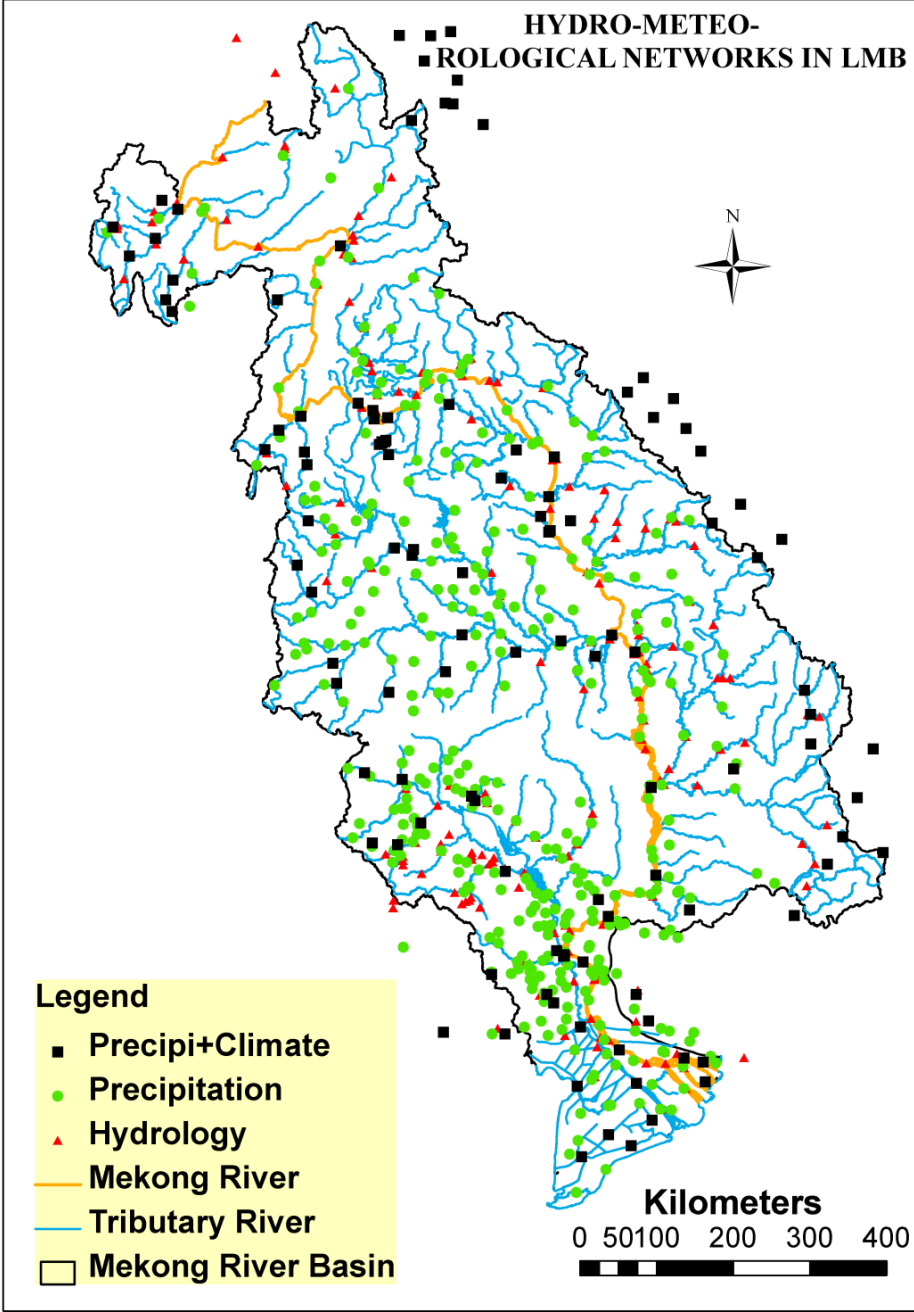 HYDRO-METEO-
ROLOGICAL NETWORKS IN LMB
N
Legend
Precipi+Climate
Precipitation
Hydrology
Mekong River
Tributary River
Mekong River Basin
Kilometers
0 50100 200 300 400